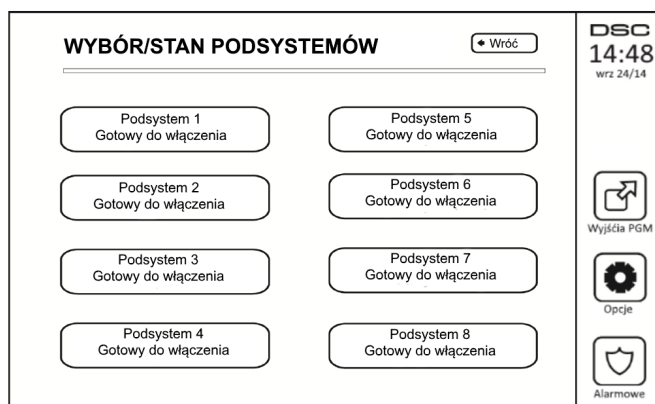 WYBÓR/STAN PODSYSTEMÓW
Wróć
Podsystem 1
Gotowy do włączenia
Podsystem 5
Gotowy do włączenia
Podsystem 2
Gotowy do włączenia
Podsystem 6
Gotowy do włączenia
Podsystem 3
Gotowy do włączenia
Podsystem 7
Gotowy do włączenia
Podsystem 4
Gotowy do włączenia
Podsystem 8
Gotowy do włączenia
DSC
14:48
wrz 24/14
Wyjśćia PGM
Opcje
Alarmowe